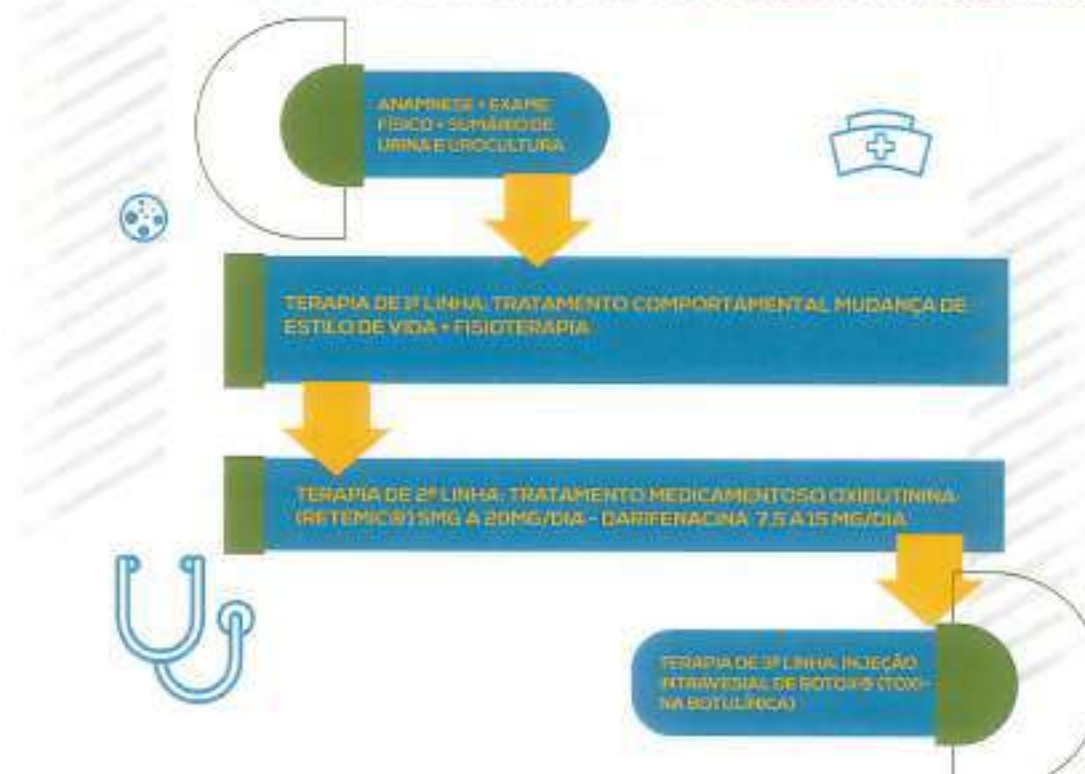 ANAMNESE + EXAME
FÍSICO + SUMÁRIO DE
URINA E UROCULTURA
TERAPIA DE 1ª LINHA: TRATAMENTO COMPORTAMENTAL MUDANÇA DE
ESTILO DE VIDA + FISIOTERAPIA
TERAPIA DE 2ª LINHA: TRATAMENTO MEDICAMENTOSO OXIBUTININA
(RETEMIC®) 5MG A 20MG/DIA - DARIFENACINA 7,5 A 15 MG/DIA
TERAPIA DE 3ª LINHA: INJEÇÃO
INTRAVESIAL DE BOTOX® (TOXI-
NA BOTULÍNICA)